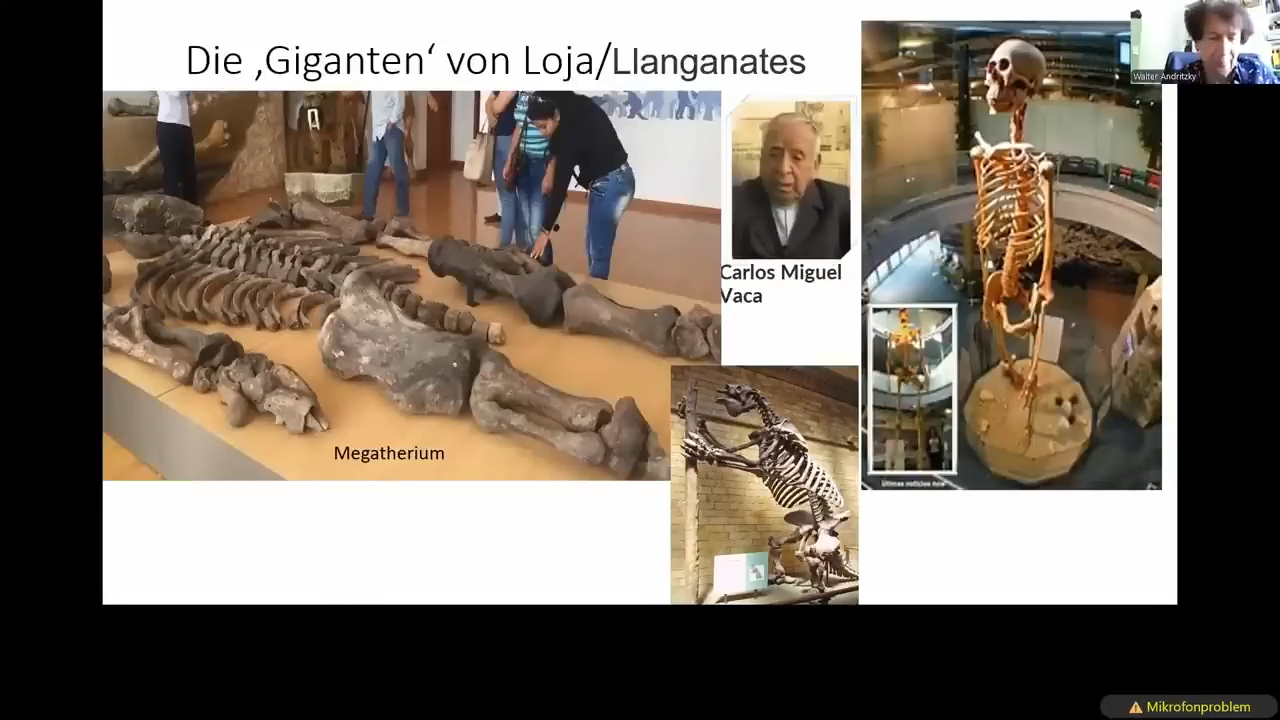 Die ‚Giganten‘ von Loja/Llanganates
Walter Andritzky
Carlos Miguel
Vaca
Megatherium
Mikrofonproblem